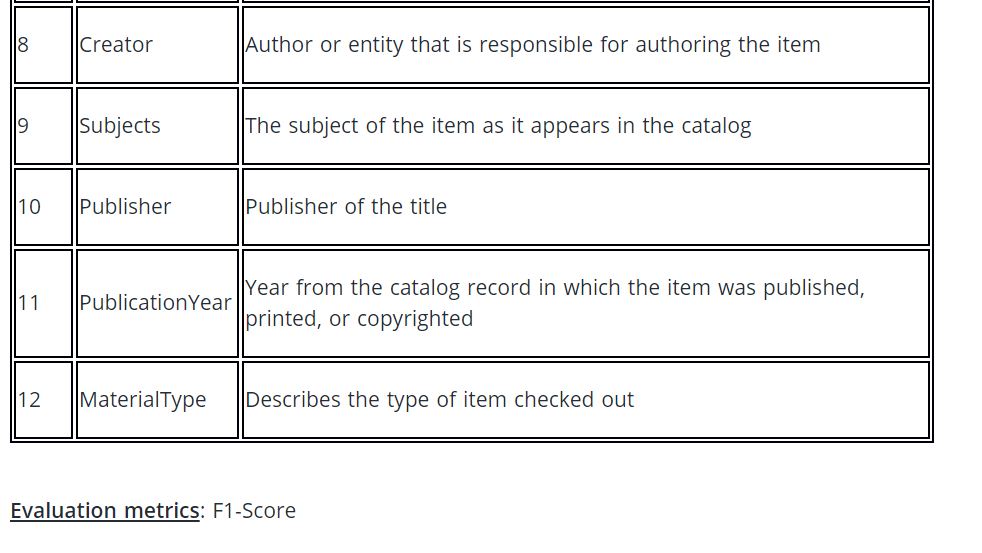 8 Creator Author or entity that is responsible for authoring the item
9 Subjects The subject of the item as it appears in the catalog
10 Publisher Publisher of the title
11 PublicationYear Year from the catalog record in which the item was published,
printed, or copyrighted
12 MaterialType Describes the type of item checked out
Evaluation metrics: F1-Score